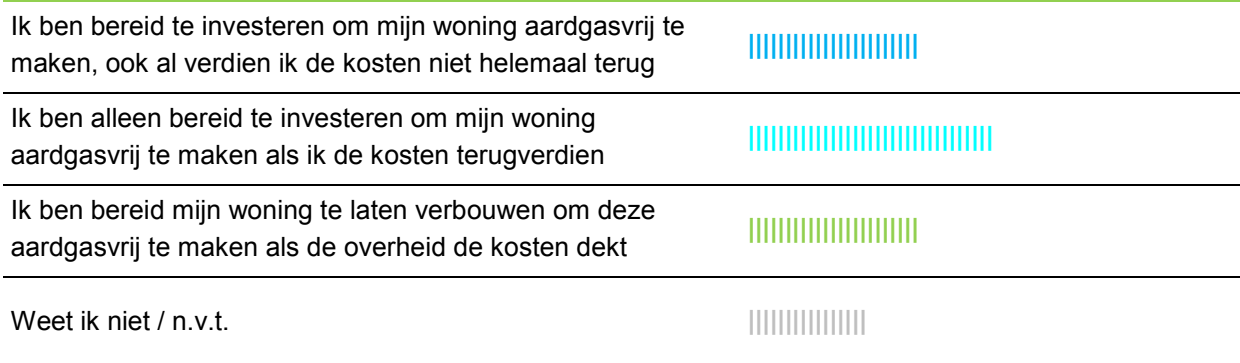 Ik ben bereid te investeren om mijn woning aardgasvrij te
maken, ook al verdien ik de kosten niet helemaal terug
Ik ben alleen bereid te investeren om mijn woning
aardgasvrij te maken als ik de kosten terugverdien
Ik ben bereid mijn woning te laten verbouwen om deze
aardgasvrij te maken als de overheid de kosten dekt
Weet ik niet / n.v.t.